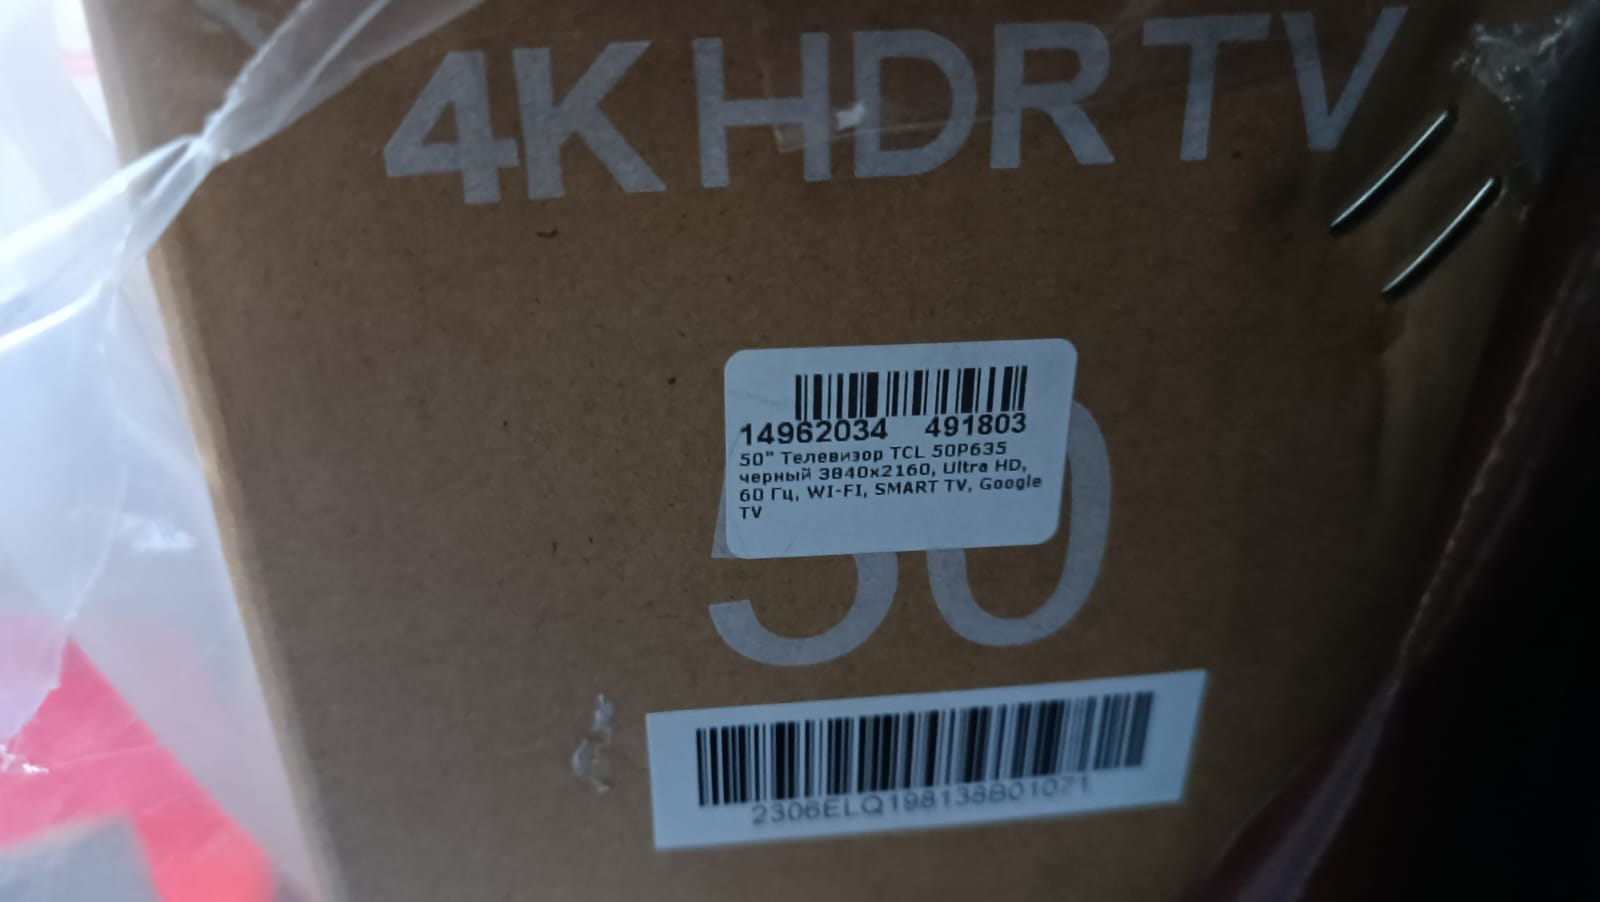 4K HDR TV
14962034 491803
50" Телевизор TCL 50P635
черный 3840x2160, Ultra HD,
60 Гц, WI-FI, SMART TV, Google
TV
50
2306ELQ198138B01071